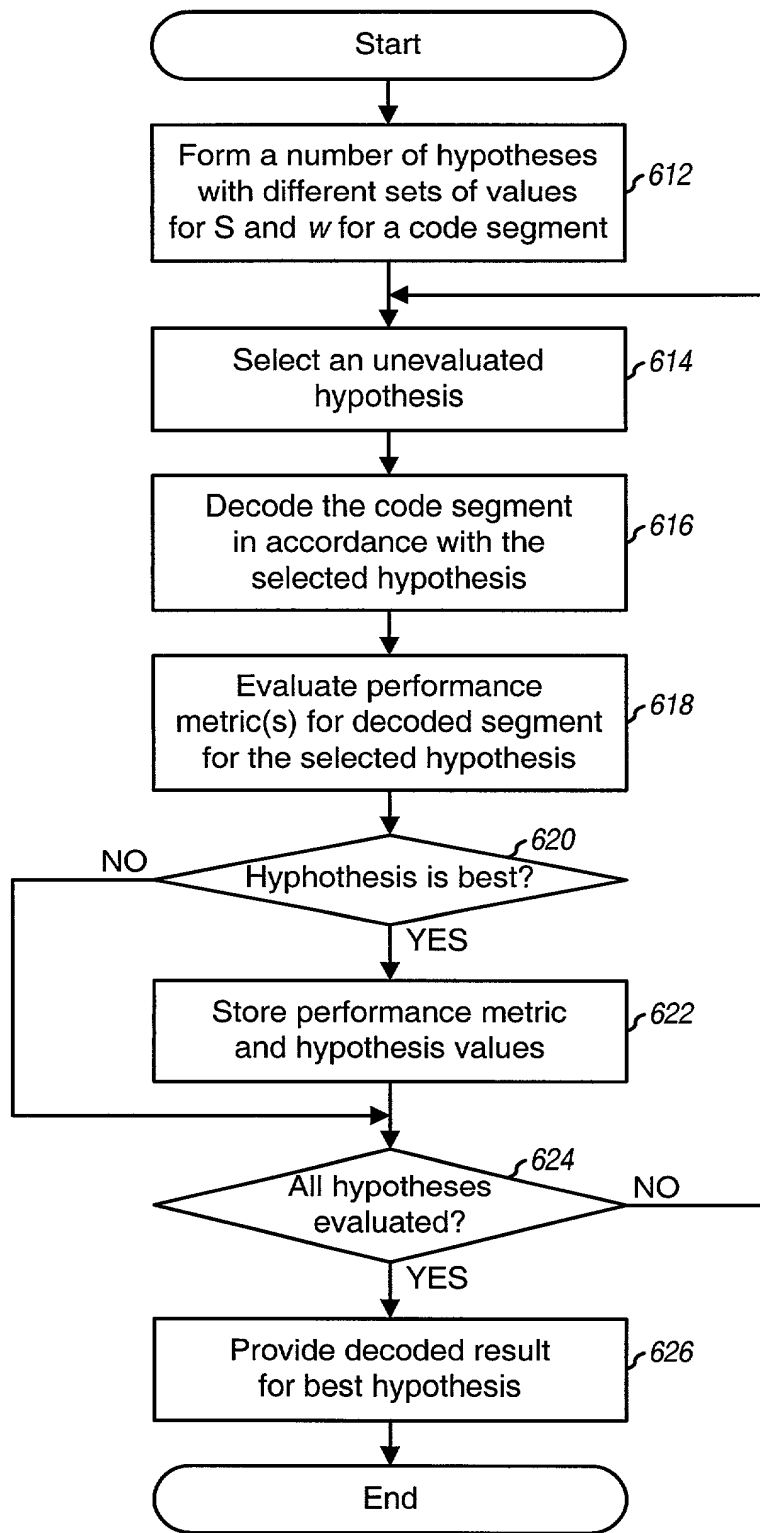 Start
Form a number of hypotheses
with different sets of values
for S and w for a code segment
612
Select an unevaluated
hypothesis
614
Decode the code segment
in accordance with the
selected hypothesis
616
Evaluate performance
metric(s) for decoded segment
for the selected hypothesis
618
620
NO
Hyphothesis is best?
YES
Store performance metric
and hypothesis values
622
624
All hypotheses
evaluated?
NO
YES
Provide decoded result
for best hypothesis
626
End